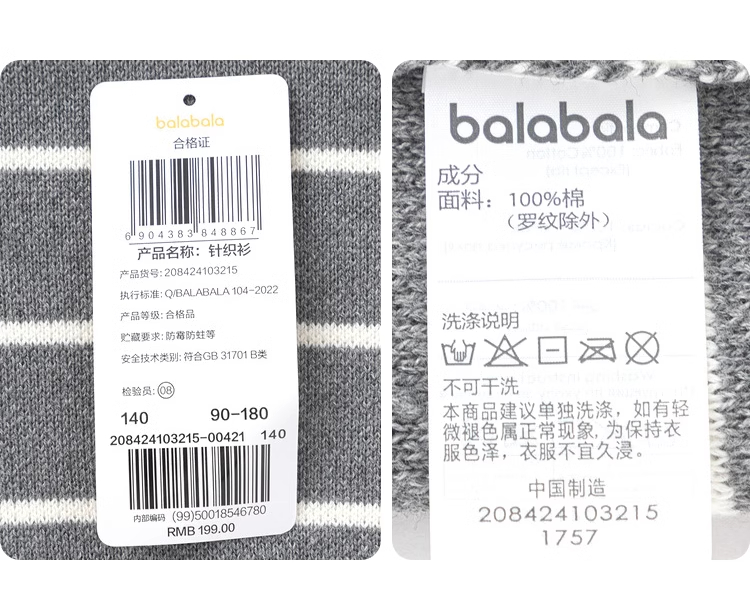 balabala
合格证
6 904383 848867
产品名称：针织衫
产品货号：208424103215
执行标准：Q/BALABALA 104-2022
产品等级：合格品
贮藏要求：防霉防蛀等
安全技术类别：符合GB 31701 B类
检验员：08
140 90-180
208424103215-00421 140
内部编码 (99)50018546780
RMB 199.00
balabala
成分
面料：100%棉
（罗纹除外）
洗涤说明
不可干洗
本商品建议单独洗涤，如有轻
微褪色属正常现象，为保持衣
服色泽，衣服不宜久浸。
中国制造
208424103215
1757